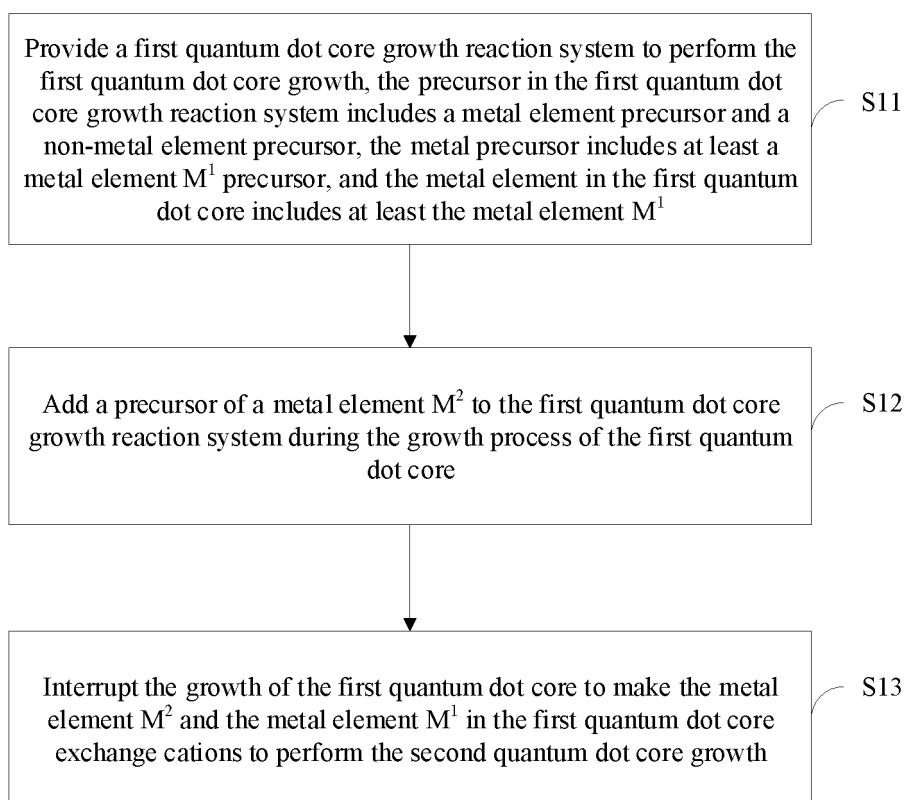 Provide a first quantum dot core growth reaction system to perform the
first quantum dot core growth, the precursor in the first quantum dot
core growth reaction system includes a metal element precursor and a
non-metal element precursor, the metal precursor includes at least a
metal element M¹ precursor, and the metal element in the first quantum
dot core includes at least the metal element M¹
S11
Add a precursor of a metal element M² to the first quantum dot core
growth reaction system during the growth process of the first quantum
dot core
S12
Interrupt the growth of the first quantum dot core to make the metal
element M² and the metal element M¹ in the first quantum dot core
exchange cations to perform the second quantum dot core growth
S13